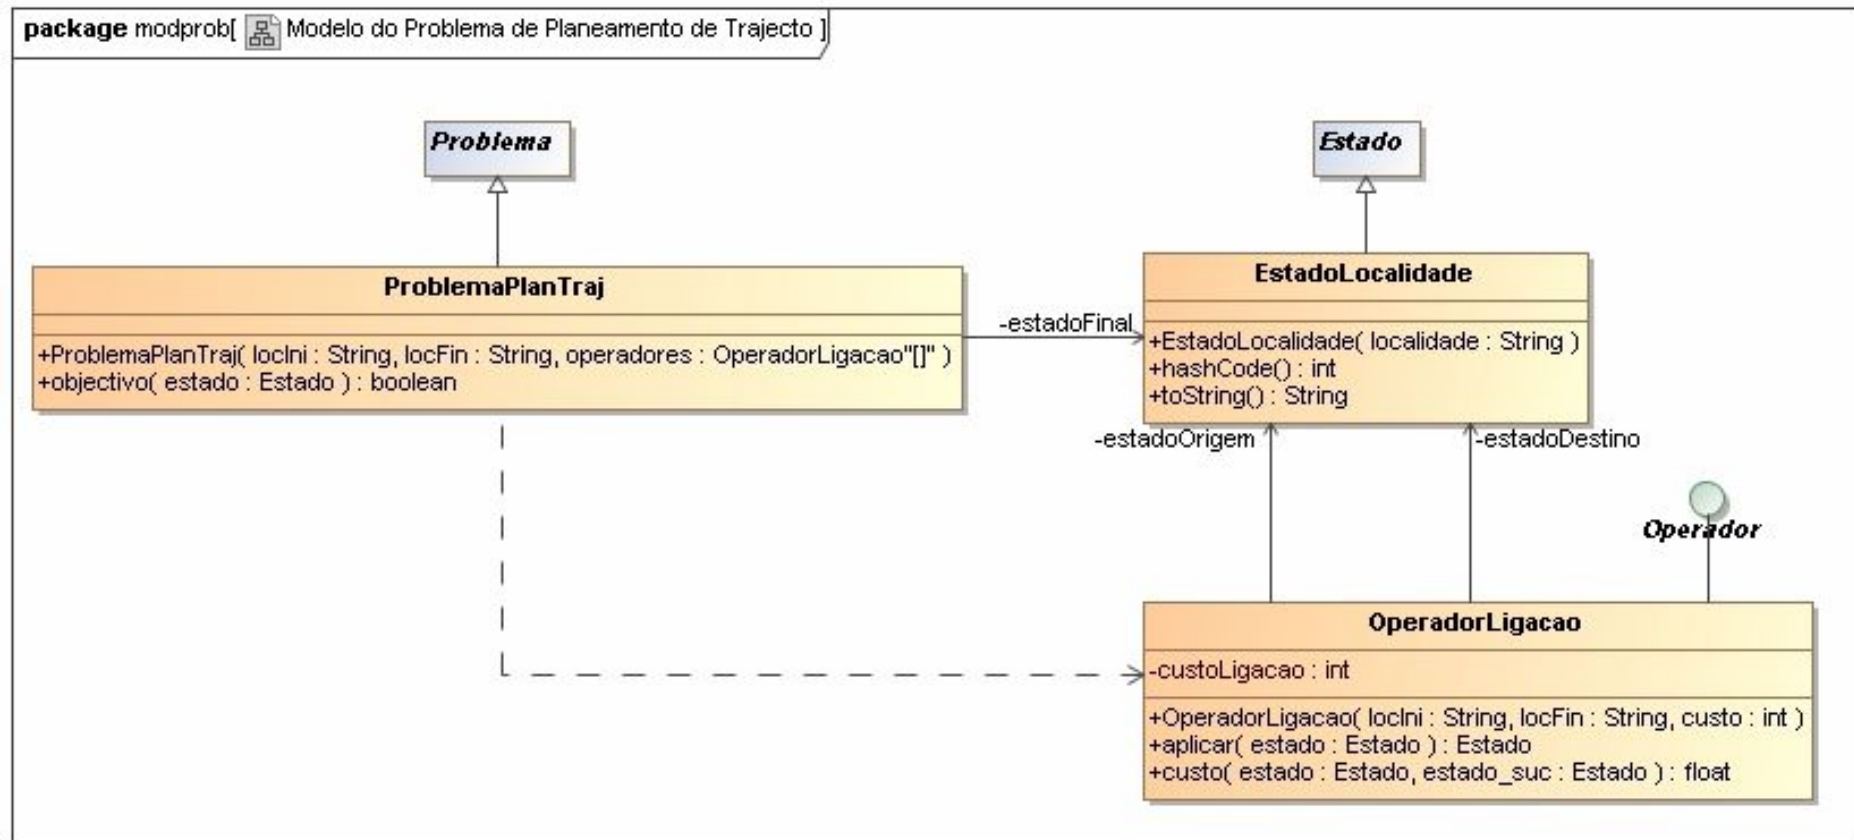 package modprob[ Modelo do Problema de Planeamento de Trajecto ]
Problema
Estado
ProblemaPlanTraj
+ProblemaPlanTraj( locIni : String, locFin : String, operadores : OperadorLigacao"[]" )
+objectivo( estado : Estado ) : boolean
-estadoFinal
EstadoLocalidade
+EstadoLocalidade( localidade : String )
+hashCode() : int
+toString() : String
-estadoOrigem
-estadoDestino
Operador
OperadorLigacao
-custoLigacao : int
+OperadorLigacao( locIni : String, locFin : String, custo : int )
+aplicar( estado : Estado ) : Estado
+custo( estado : Estado, estado_suc : Estado ) : float